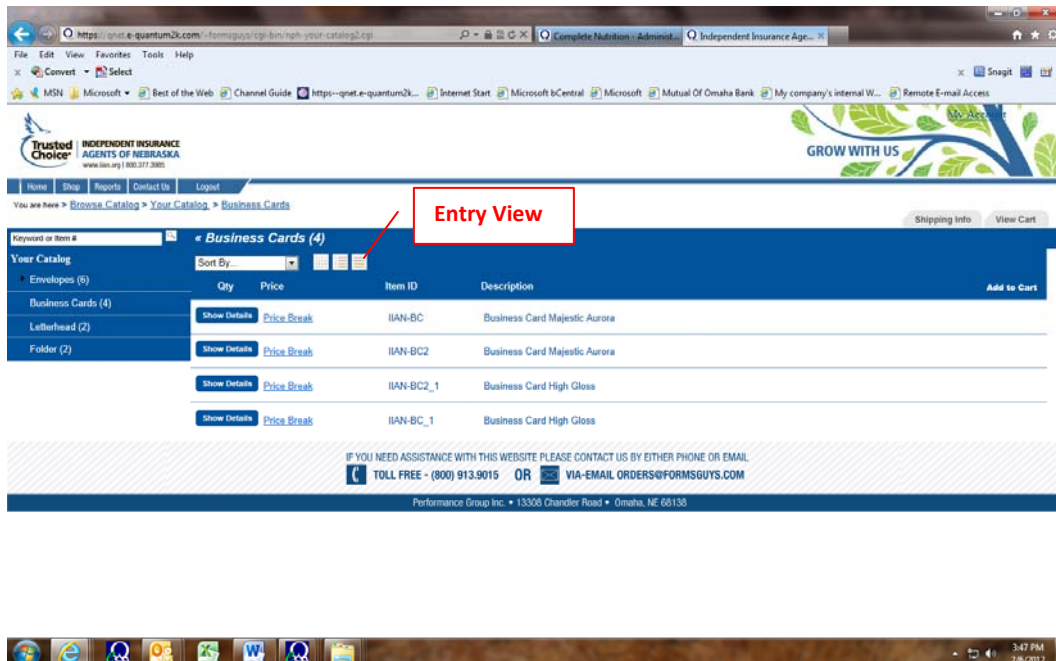 https://qnet.e-quantum2k.com/~formsguys/cgi-bin/nph-your-catalog2.cgi
Complete Nutrition - Administ...
Independent Insurance Age...
File Edit View Favorites Tools Help
x Convert Select
x Snagit
MSN Microsoft Best of the Web Channel Guide https--qnet.e-quantum2k... Internet Start Microsoft bCentral Microsoft Mutual Of Omaha Bank My company's internal W... Remote E-mail Access
My Account
Trusted Choice®
INDEPENDENT INSURANCE
AGENTS OF NEBRASKA
www.iian.org | 800.377.3985
GROW WITH US
Home Shop Reports Contact Us Logout
You are here > Browse Catalog > Your Catalog > Business Cards
Entry View
Shipping Info View Cart
Keyword or Item #
« Business Cards (4)
Your Catalog
Sort By...
Envelopes (6)
Qty Price Item ID Description Add to Cart
Business Cards (4)
Show Details Price Break IIAN-BC Business Card Majestic Aurora
Letterhead (2)
Folder (2)
Show Details Price Break IIAN-BC2 Business Card Majestic Aurora
Show Details Price Break IIAN-BC2_1 Business Card High Gloss
Show Details Price Break IIAN-BC_1 Business Card High Gloss
IF YOU NEED ASSISTANCE WITH THIS WEBSITE PLEASE CONTACT US BY EITHER PHONE OR EMAIL
TOLL FREE - (800) 913.9015 OR VIA-EMAIL ORDERS@FORMSGUYS.COM
Performance Group Inc. • 13308 Chandler Road • Omaha, NE 68138
3:47 PM
2/6/2012